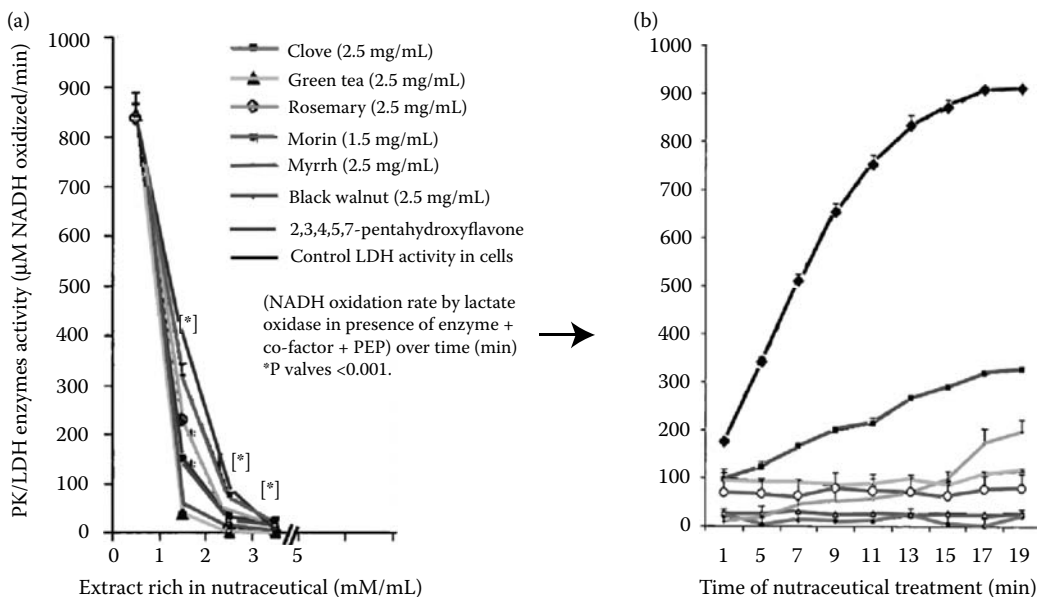 (a)
PK/LDH enzymes activity (µM NADH oxidized/min)
1000
900
800
700
600
500
400
300
200
100
0
0 1 2 3 5
Extract rich in nutraceutical (mM/mL)
[*]
*
*
[*]
[*]
Clove (2.5 mg/mL)
Green tea (2.5 mg/mL)
Rosemary (2.5 mg/mL)
Morin (1.5 mg/mL)
Myrrh (2.5 mg/mL)
Black walnut (2.5 mg/mL)
2,3,4,5,7-pentahydroxyflavone
Control LDH activity in cells
(NADH oxidation rate by lactate
oxidase in presence of enzyme +
co-factor + PEP) over time (min)
*P valves <0.001.
(b)
1000
900
800
700
600
500
400
300
200
100
0
1 5 7 9 11 13 15 17 19
Time of nutraceutical treatment (min)